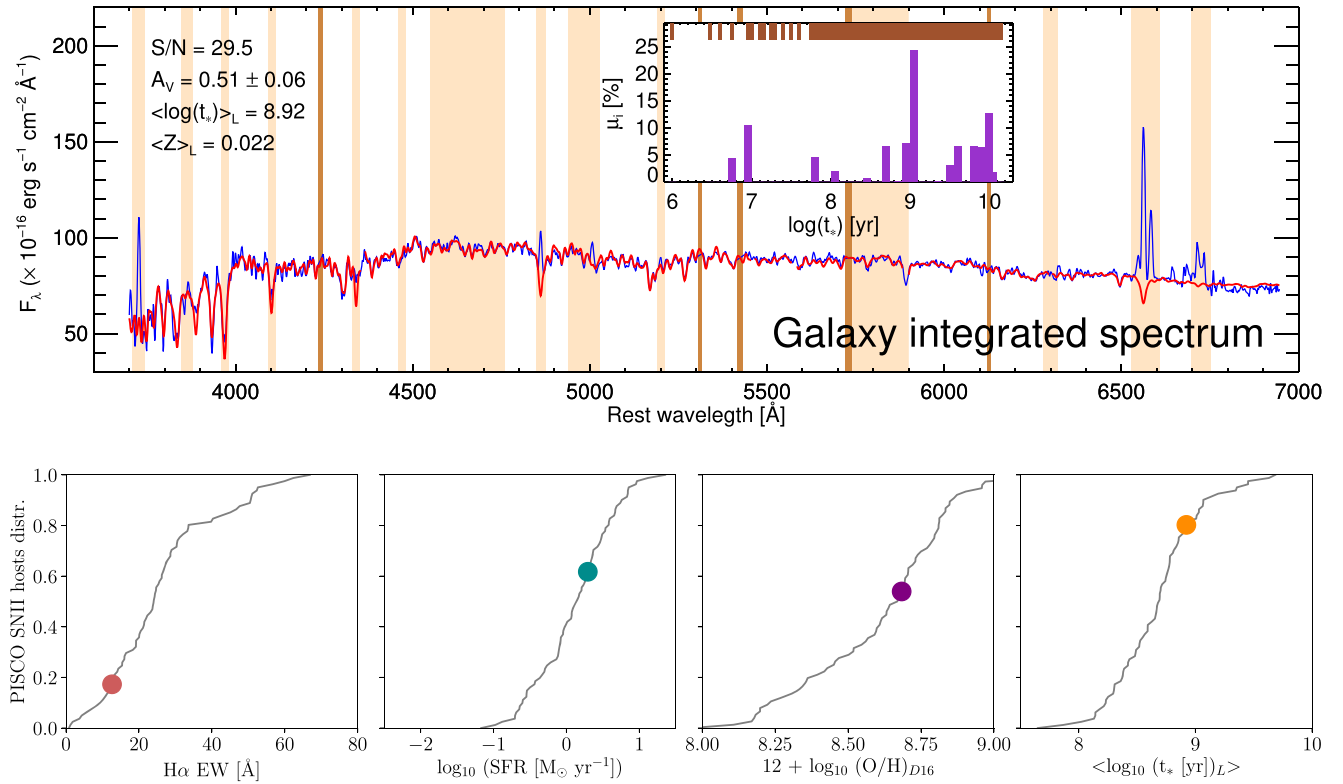 S/N = 29.5
A_V = 0.51 ± 0.06
<log(t_*)>_L = 8.92
<Z>_L = 0.022
200
150
100
50
F_λ (× 10^−16 erg s^−1 cm^−2 Å^−1)
4000 4500 5000 5500 6000 6500 7000
Rest wavelegth [Å]
Galaxy integrated spectrum
25
20
15
10
5
0
μ_i [%]
6 7 8 9 10
log(t_*) [yr]
PISCO SNII hosts distr.
1.0
0.8
0.6
0.4
0.2
0.0
0 20 40 60 80
Hα EW [Å]
−2 −1 0 1
log_10 (SFR [M_⊙ yr^−1])
8.00 8.25 8.50 8.75 9.00
12 + log_10 (O/H)_D16
8 9 10
<log_10 (t_* [yr])_L>